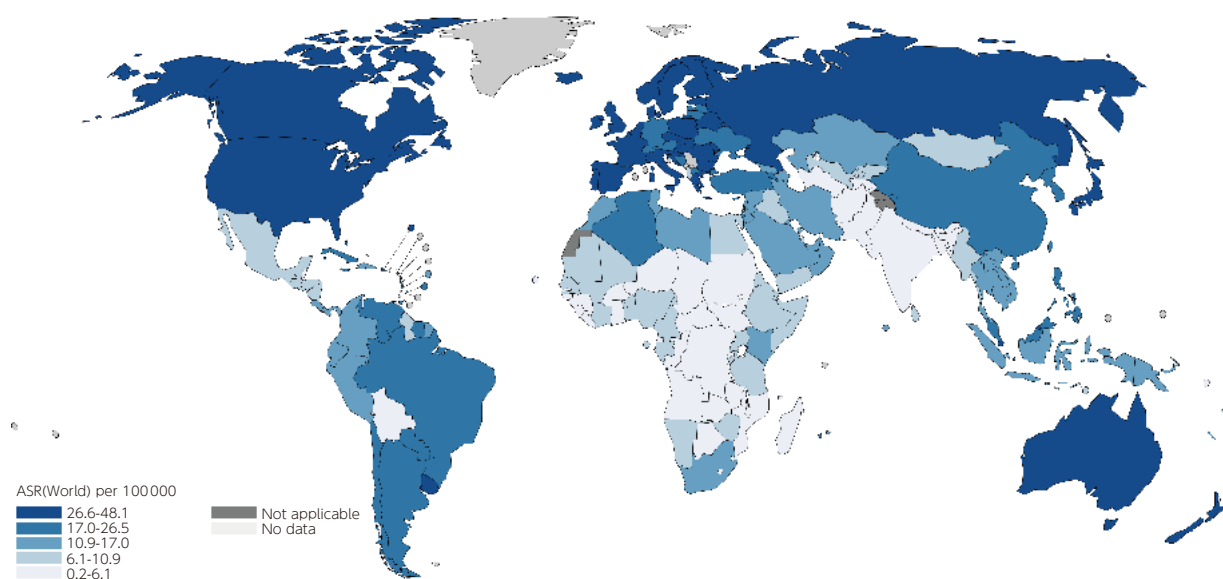 ASR(World) per 100 000
26.6-48.1
17.0-26.5
10.9-17.0
6.1-10.9
0.2-6.1
Not applicable
No data